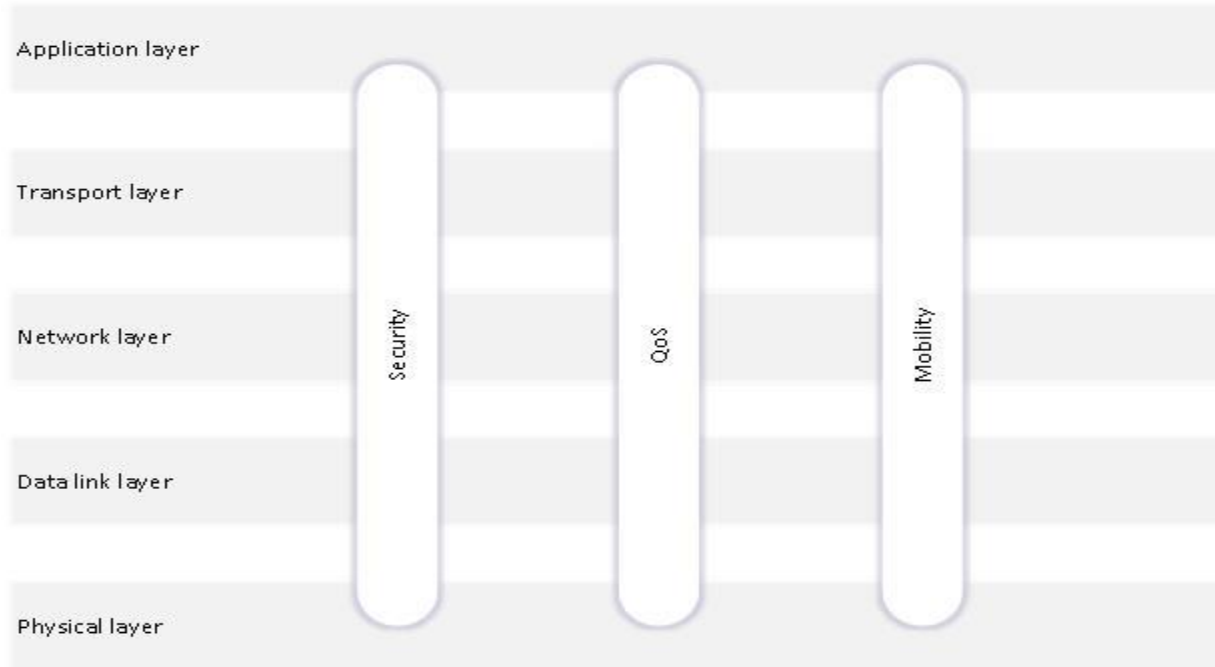 Application layer
Transport layer
Network layer
Data link layer
Physical layer
Security
QoS
Mobility